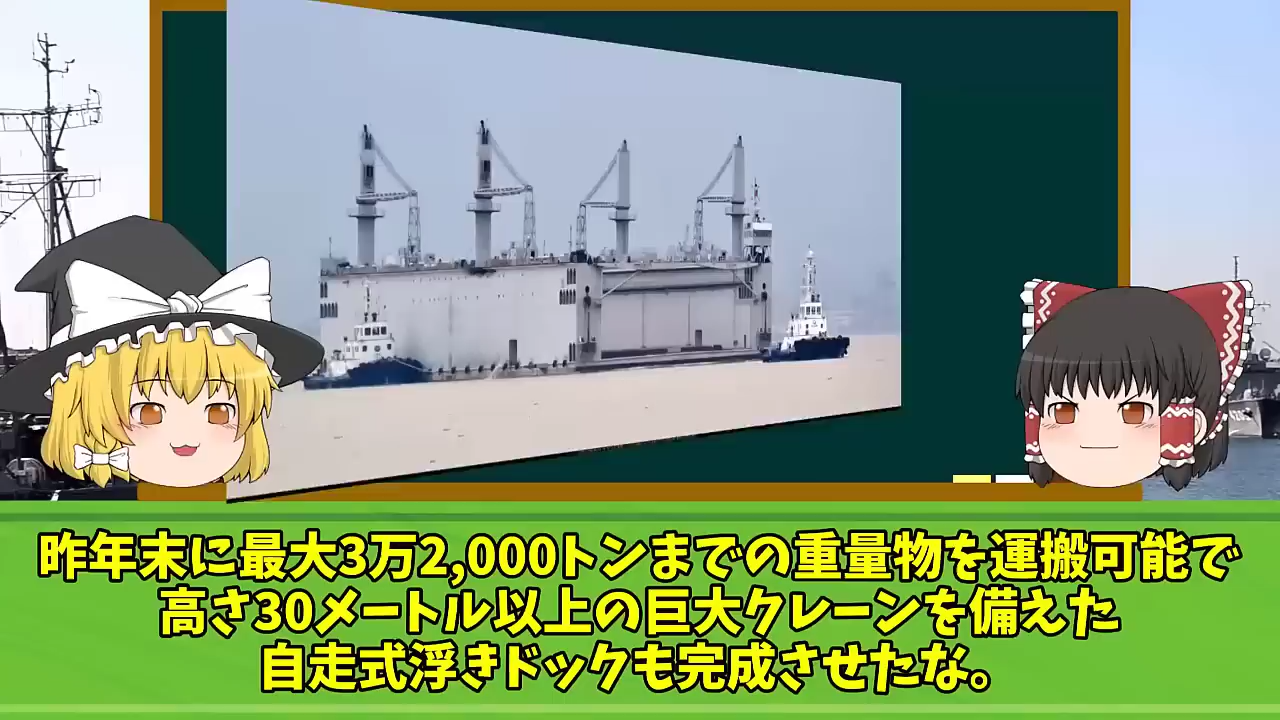 昨年末に最大3万2,000トンまでの重量物を運搬可能で
高さ30メートル以上の巨大クレーンを備えた
自走式浮きドックも完成させたな。